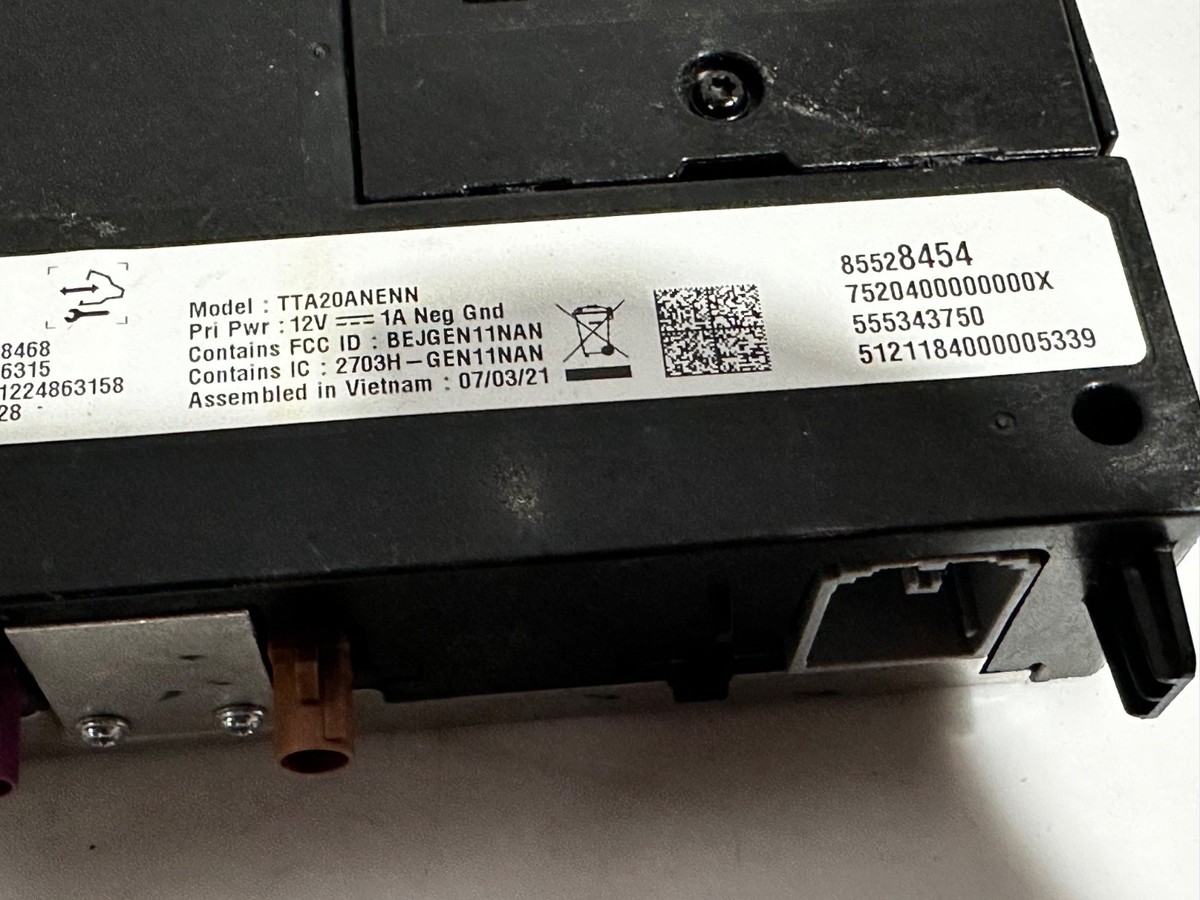 8468
6315
1224863158
28
Model : TTA20ANENN
Pri Pwr : 12V ⎓ 1A Neg Gnd
Contains FCC ID : BEJGEN11NAN
Contains IC : 2703H-GEN11NAN
Assembled in Vietnam : 07/03/21
85528454
7520400000000X
555343750
5121184000005339